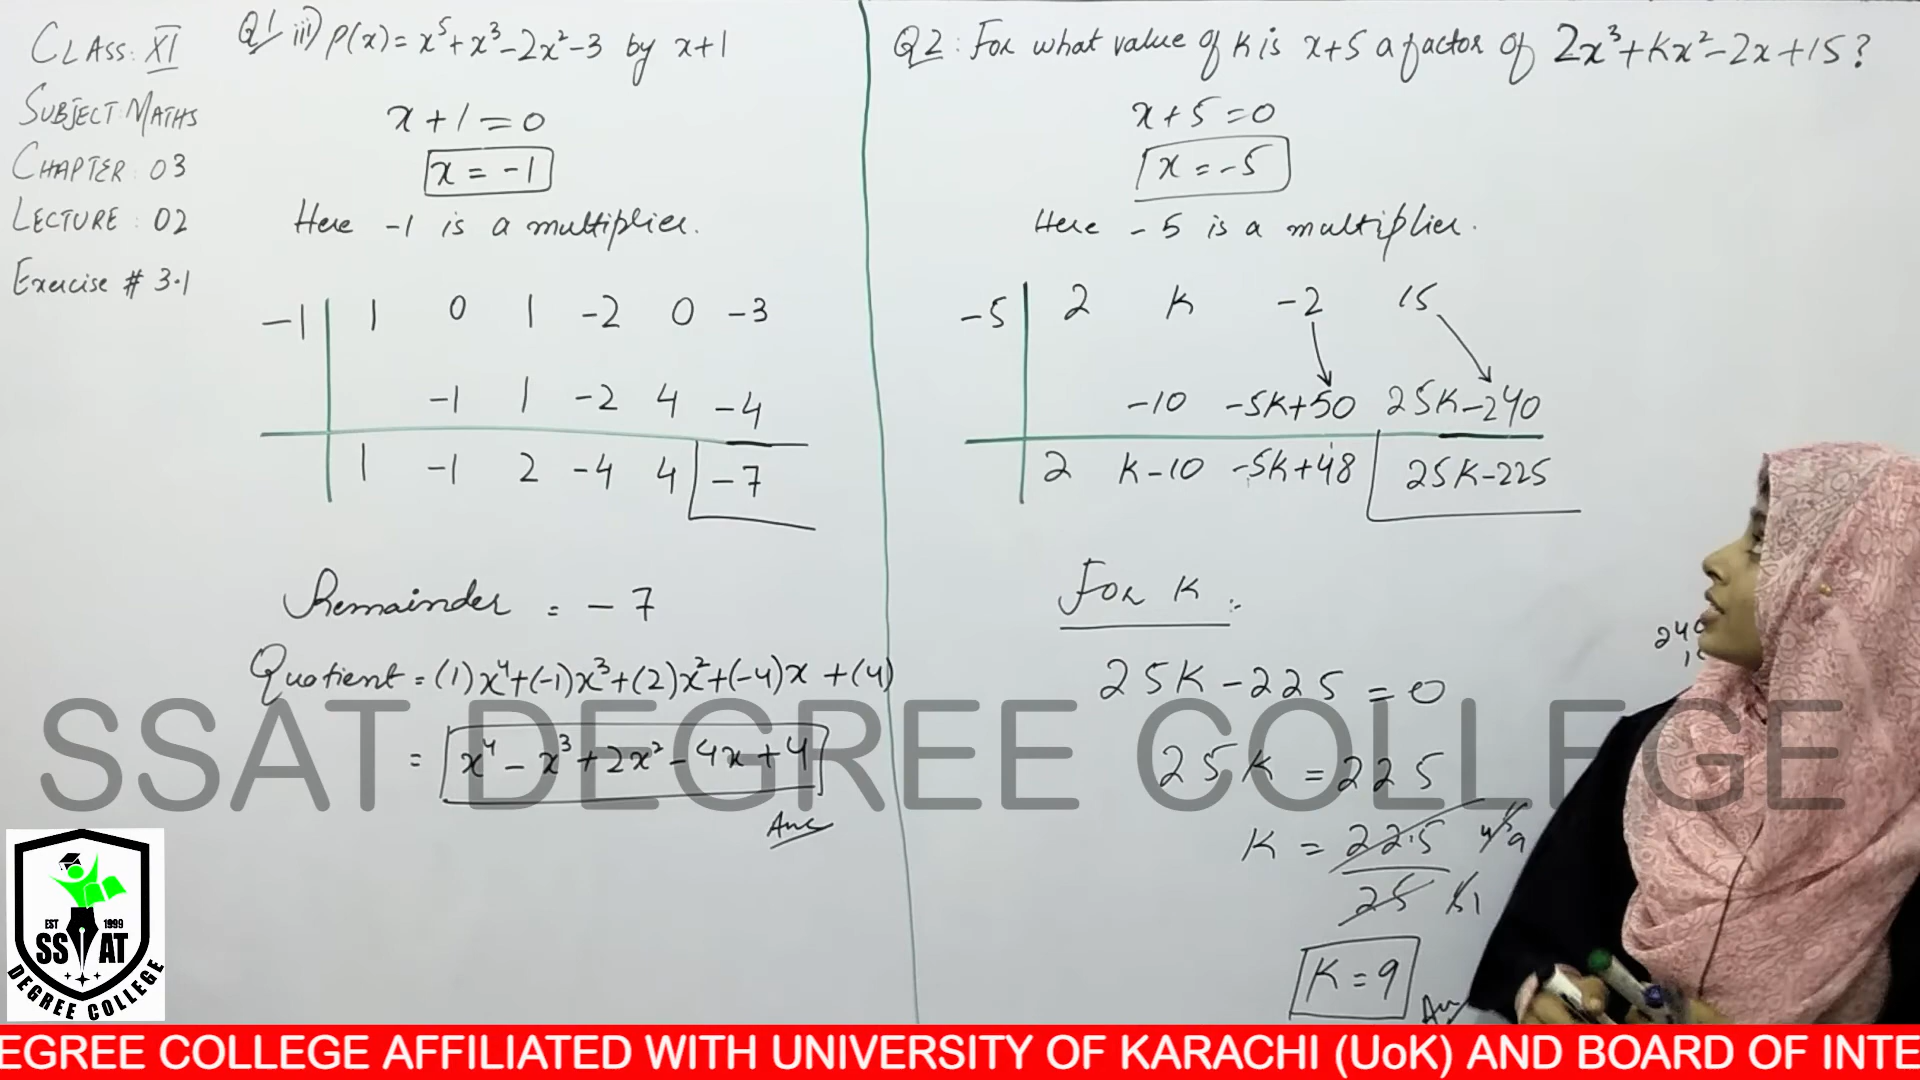 CLASS: XI
SUBJECT: MATHS
CHAPTER: 03
LECTURE: 02
Exercise # 3.1
Q1 iii) P(x) = x⁵+x³-2x²-3 by x+1
x+1=0
x = -1
Here -1 is a multiplier.
-1 | 1 0 1 -2 0 -3
-1 1 -2 4 -4
1 -1 2 -4 4 -7
Remainder = -7
Quotient = (1)x⁴+(-1)x³+(2)x²+(-4)x+(4)
= x⁴-x³+2x²-4x+4
Ans
Q2: For what value of K is x+5 a factor of 2x³+Kx²-2x+15?
x+5=0
x = -5
Here -5 is a multiplier.
-5 | 2 K -2 15
-10 -5K+50 25K-240
2 K-10 -5K+48 25K-225
For K:
25K-225=0
25K=225
K = 225 45 9
25 5 1
K=9
Ans
SSAT DEGREE COLLEGE
EST 1999
SSAT
DEGREE COLLEGE
EGREE COLLEGE AFFILIATED WITH UNIVERSITY OF KARACHI (UoK) AND BOARD OF INTE